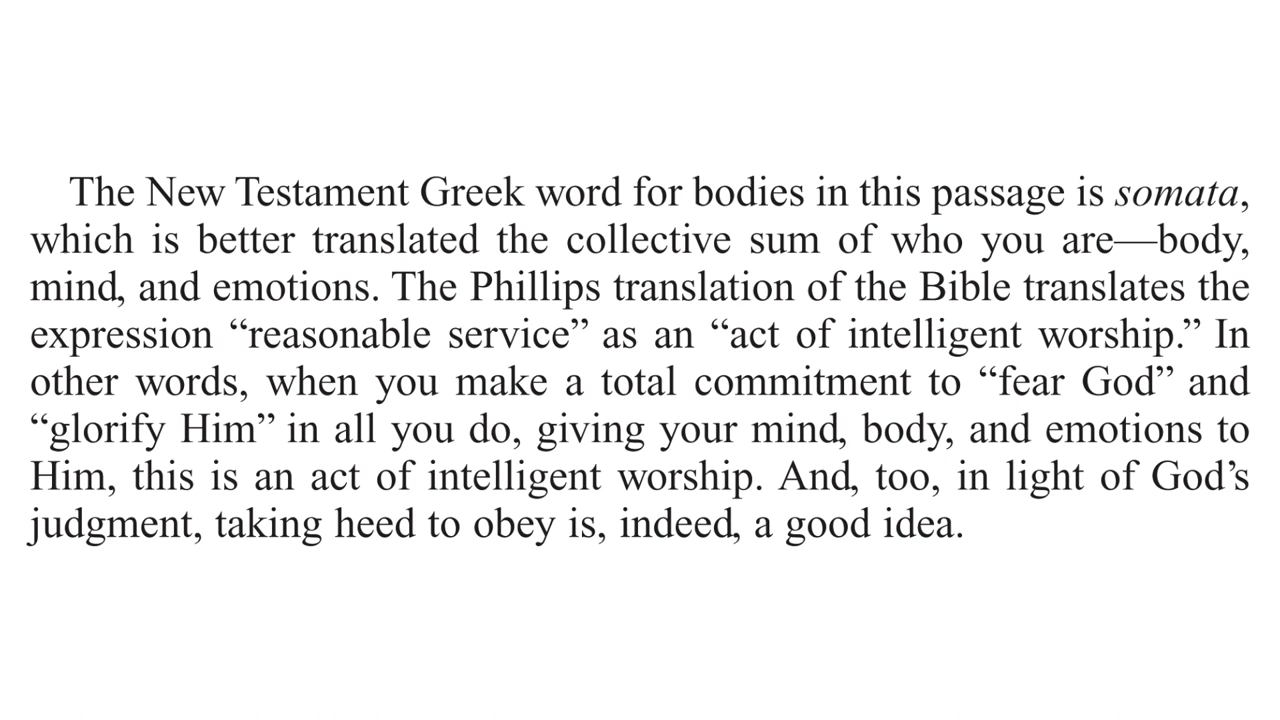 The New Testament Greek word for bodies in this passage is somata,
which is better translated the collective sum of who you are—body,
mind, and emotions. The Phillips translation of the Bible translates the
expression “reasonable service” as an “act of intelligent worship.” In
other words, when you make a total commitment to “fear God” and
“glorify Him” in all you do, giving your mind, body, and emotions to
Him, this is an act of intelligent worship. And, too, in light of God’s
judgment, taking heed to obey is, indeed, a good idea.